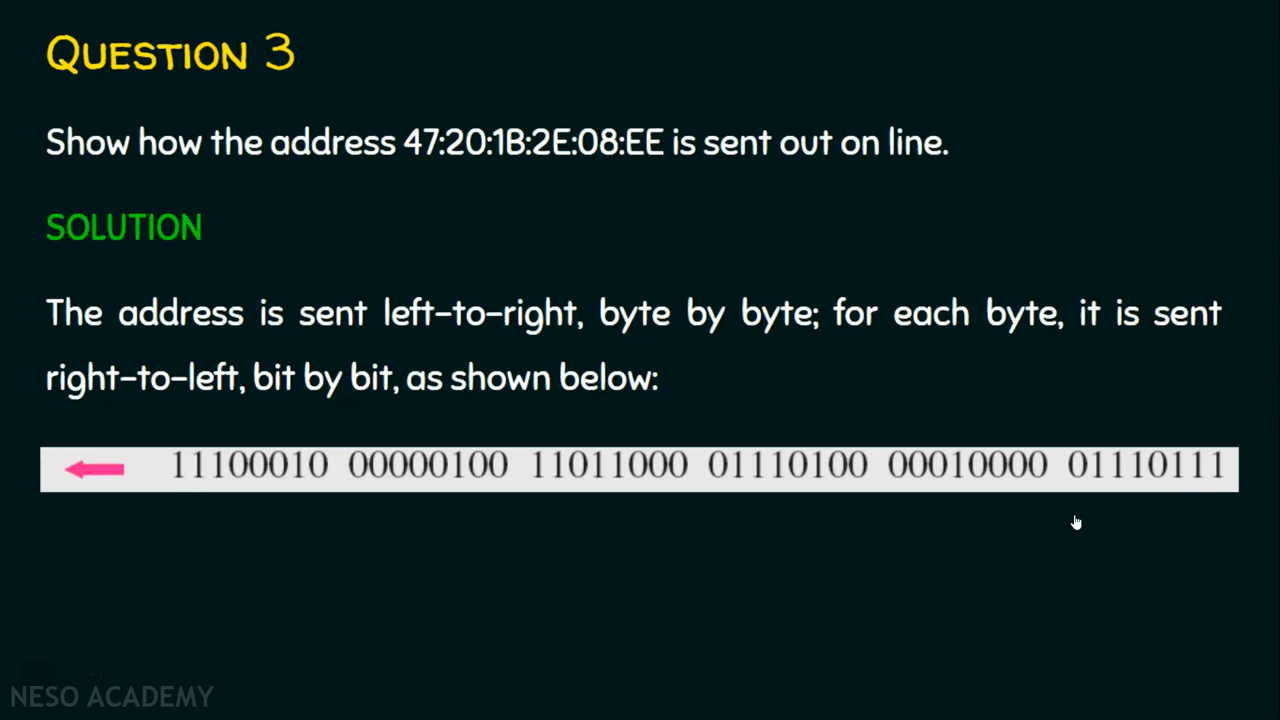 QUESTION 3
Show how the address 47:20:1B:2E:08:EE is sent out on line.
SOLUTION
The address is sent left-to-right, byte by byte; for each byte, it is sent
right-to-left, bit by bit, as shown below:
11100010 00000100 11011000 01110100 00010000 01110111
NESO ACADEMY